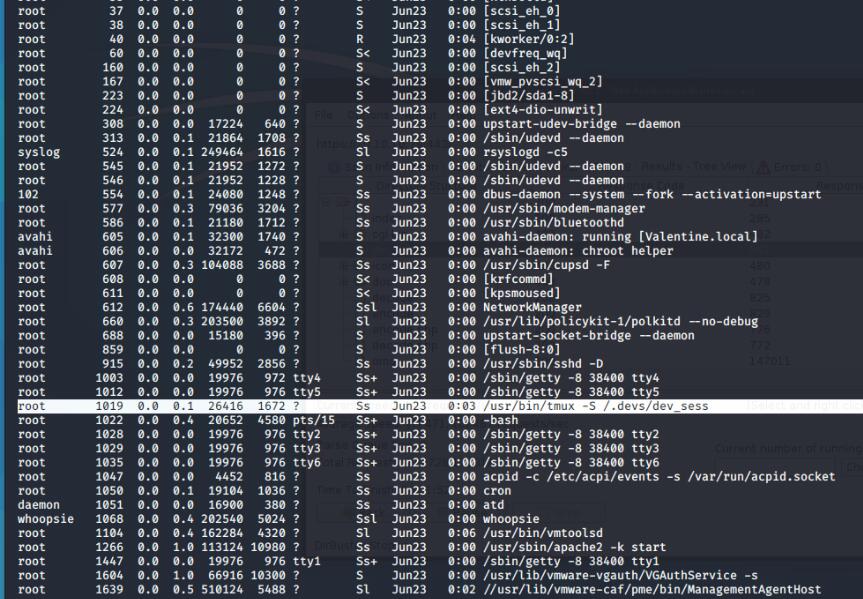 root 37 0.0 0.0 0 0 ? S Jun23 0:00 [scsi_eh_0]
root 38 0.0 0.0 0 0 ? S Jun23 0:00 [scsi_eh_1]
root 40 0.0 0.0 0 0 ? R Jun23 0:04 [kworker/0:2]
root 60 0.0 0.0 0 0 ? S< Jun23 0:00 [devfreq_wq]
root 160 0.0 0.0 0 0 ? S Jun23 0:00 [scsi_eh_2]
root 167 0.0 0.0 0 0 ? S< Jun23 0:00 [vmw_pvscsi_wq_2]
root 223 0.0 0.0 0 0 ? S Jun23 0:00 [jbd2/sda1-8]
root 224 0.0 0.0 0 0 ? S< Jun23 0:00 [ext4-dio-unwrit]
root 308 0.0 0.0 17224 640 ? S Jun23 0:00 upstart-udev-bridge --daemon
root 313 0.0 0.1 21864 1708 ? Ss Jun23 0:00 /sbin/udevd --daemon
syslog 524 0.0 0.1 249464 1616 ? Sl Jun23 0:00 rsyslogd -c5
root 545 0.0 0.1 21952 1272 ? S Jun23 0:00 /sbin/udevd --daemon
root 546 0.0 0.1 21952 1228 ? S Jun23 0:00 /sbin/udevd --daemon
102 554 0.0 0.1 24080 1248 ? Ss Jun23 0:00 dbus-daemon --system --fork --activation=upstart
root 577 0.0 0.3 79036 3204 ? Ss Jun23 0:00 /usr/sbin/modem-manager
root 586 0.0 0.1 21180 1712 ? Ss Jun23 0:00 /usr/sbin/bluetoothd
avahi 605 0.0 0.1 32300 1740 ? S Jun23 0:00 avahi-daemon: running [Valentine.local]
avahi 606 0.0 0.0 32172 472 ? S Jun23 0:00 avahi-daemon: chroot helper
root 607 0.0 0.3 104088 3688 ? Ss Jun23 0:00 /usr/sbin/cupsd -F
root 608 0.0 0.0 0 0 ? S< Jun23 0:00 [krfcommd]
root 611 0.0 0.0 0 0 ? S< Jun23 0:00 [kpsmoused]
root 612 0.0 0.6 174440 6604 ? Ssl Jun23 0:00 NetworkManager
root 660 0.0 0.3 203500 3892 ? Sl Jun23 0:00 /usr/lib/policykit-1/polkitd --no-debug
root 688 0.0 0.0 15180 396 ? S Jun23 0:00 upstart-socket-bridge --daemon
root 859 0.0 0.0 0 0 ? S Jun23 0:00 [flush-8:0]
root 915 0.0 0.2 49952 2856 ? Ss Jun23 0:00 /usr/sbin/sshd -D
root 1003 0.0 0.0 19976 972 tty4 Ss+ Jun23 0:00 /sbin/getty -8 38400 tty4
root 1012 0.0 0.0 19976 976 tty5 Ss+ Jun23 0:00 /sbin/getty -8 38400 tty5
root 1019 0.0 0.1 26416 1672 ? Ss Jun23 0:03 /usr/bin/tmux -S /.devs/dev_sess
root 1022 0.0 0.4 20652 4580 pts/15 Ss+ Jun23 0:00 -bash
root 1028 0.0 0.0 19976 976 tty2 Ss+ Jun23 0:00 /sbin/getty -8 38400 tty2
root 1029 0.0 0.0 19976 976 tty3 Ss+ Jun23 0:00 /sbin/getty -8 38400 tty3
root 1035 0.0 0.0 19976 976 tty6 Ss+ Jun23 0:00 /sbin/getty -8 38400 tty6
root 1047 0.0 0.0 4452 816 ? Ss Jun23 0:00 acpid -c /etc/acpi/events -s /var/run/acpid.socket
root 1050 0.0 0.1 19104 1036 ? Ss Jun23 0:00 cron
daemon 1051 0.0 0.0 16900 380 ? Ss Jun23 0:00 atd
whoopsie 1068 0.0 0.4 202540 5024 ? Ssl Jun23 0:00 whoopsie
root 1104 0.0 0.4 162284 4320 ? Sl Jun23 0:06 /usr/bin/vmtoolsd
root 1266 0.0 1.0 113124 10980 ? Ss Jun23 0:00 /usr/sbin/apache2 -k start
root 1447 0.0 0.0 19976 976 tty1 Ss+ Jun23 0:00 /sbin/getty -8 38400 tty1
root 1604 0.0 1.0 66916 10300 ? S Jun23 0:00 /usr/lib/vmware-vgauth/VGAuthService -s
root 1639 0.0 0.5 510124 5488 ? Sl Jun23 0:02 //usr/lib/vmware-caf/pme/bin/ManagementAgentHost